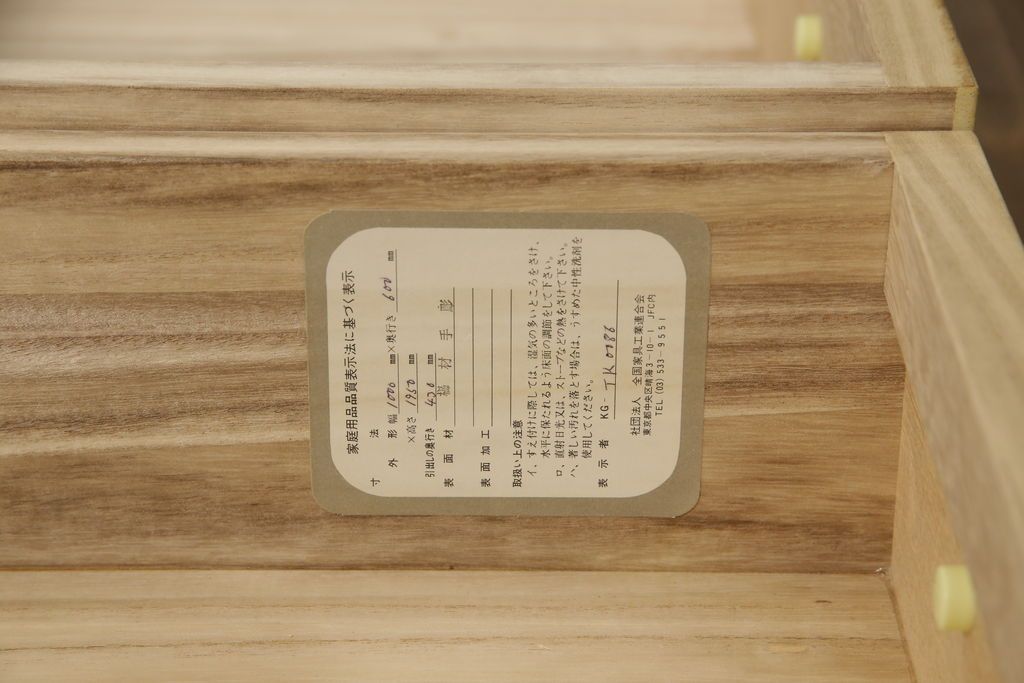 家庭用品品質表示法に基づく表示
寸法
外形 幅 1070 mm×奥行き 600 mm
×高さ 1950 mm
引出しの奥行き 420 mm
表面材 楊材手彫
表面加工
取扱い上の注意
イ、すえ付けに際しては、湿気の多いところをさけ、
水平に保たれるよう床面の調節をして下さい。
ロ、直射日光又は、ストーブなどの熱をさけて下さい。
ハ、著しい汚れを落とす場合は、うすめた中性洗剤を
使用してください。
表示者 KG-JK 0786
社団法人 全国家具工業連合会
東京都中央区晴海3-10-1 JFC内
TEL (03) 533-9551